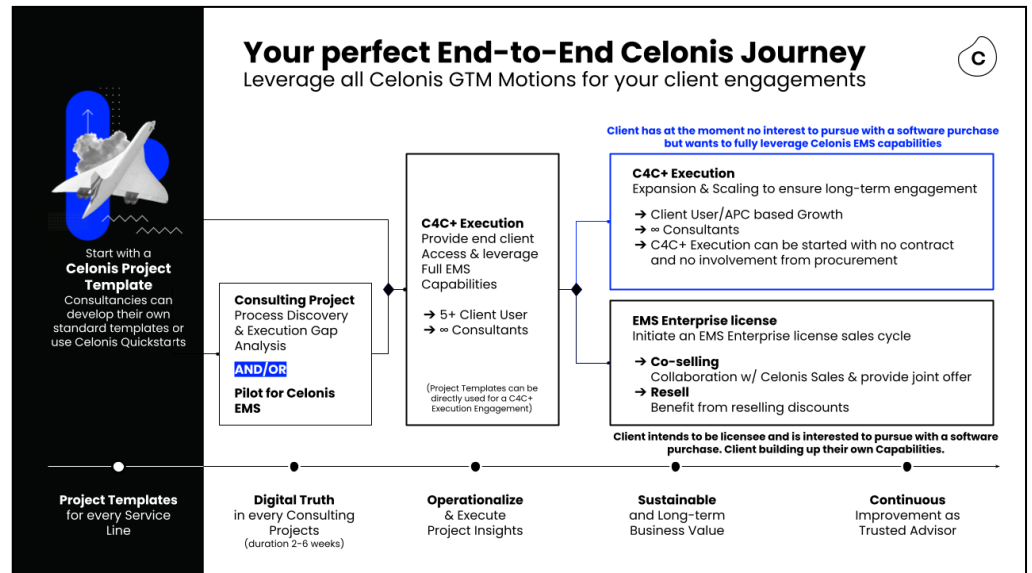 Your perfect End-to-End Celonis Journey
Leverage all Celonis GTM Motions for your client engagements
C
Start with a
Celonis Project
Template
Consultancies can
develop their own
standard templates or
use Celonis Quickstarts
Consulting Project
Process Discovery
& Execution Gap
Analysis
AND/OR
Pilot for Celonis
EMS
C4C+ Execution
Provide end client
Access & leverage
Full EMS
Capabilities
➔ 5+ Client User
➔ ∞ Consultants
(Project Templates can be
directly used for a C4C+
Execution Engagement)
Client has at the moment no interest to pursue with a software purchase
but wants to fully leverage Celonis EMS capabilities
C4C+ Execution
Expansion & Scaling to ensure long-term engagement
➔ Client User/APC based Growth
➔ ∞ Consultants
➔ C4C+ Execution can be started with no contract
and no involvement from procurement
EMS Enterprise license
Initiate an EMS Enterprise license sales cycle
➔ Co-selling
Collaboration w/ Celonis Sales & provide joint offer
➔ Resell
Benefit from reselling discounts
Client intends to be licensee and is interested to pursue with a software
purchase. Client building up their own Capabilities.
Project Templates
for every Service
Line
Digital Truth
in every Consulting
Projects
(duration 2-6 weeks)
Operationalize
& Execute
Project Insights
Sustainable
and Long-term
Business Value
Continuous
Improvement as
Trusted Advisor